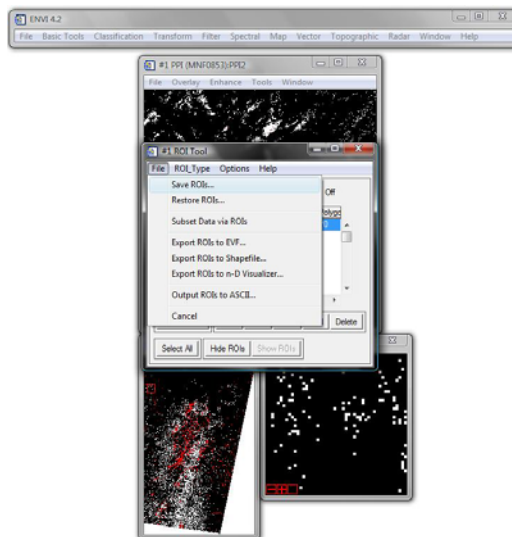 ENVI 4.2
File Basic Tools Classification Transform Filter Spectral Map Vector Topographic Radar Window Help
#1 PPI (MNF0853):PPI2
File Overlay Enhance Tools Window
#1 ROI Tool
File ROI_Type Options Help
Save ROIs...
Off
Restore ROIs...
Subset Data via ROIs
Export ROIs to EVF...
Export ROIs to Shapefile...
Export ROIs to n-D Visualizer...
Output ROIs to ASCII...
Cancel
Delete
Select All Hide ROIs Show ROIs